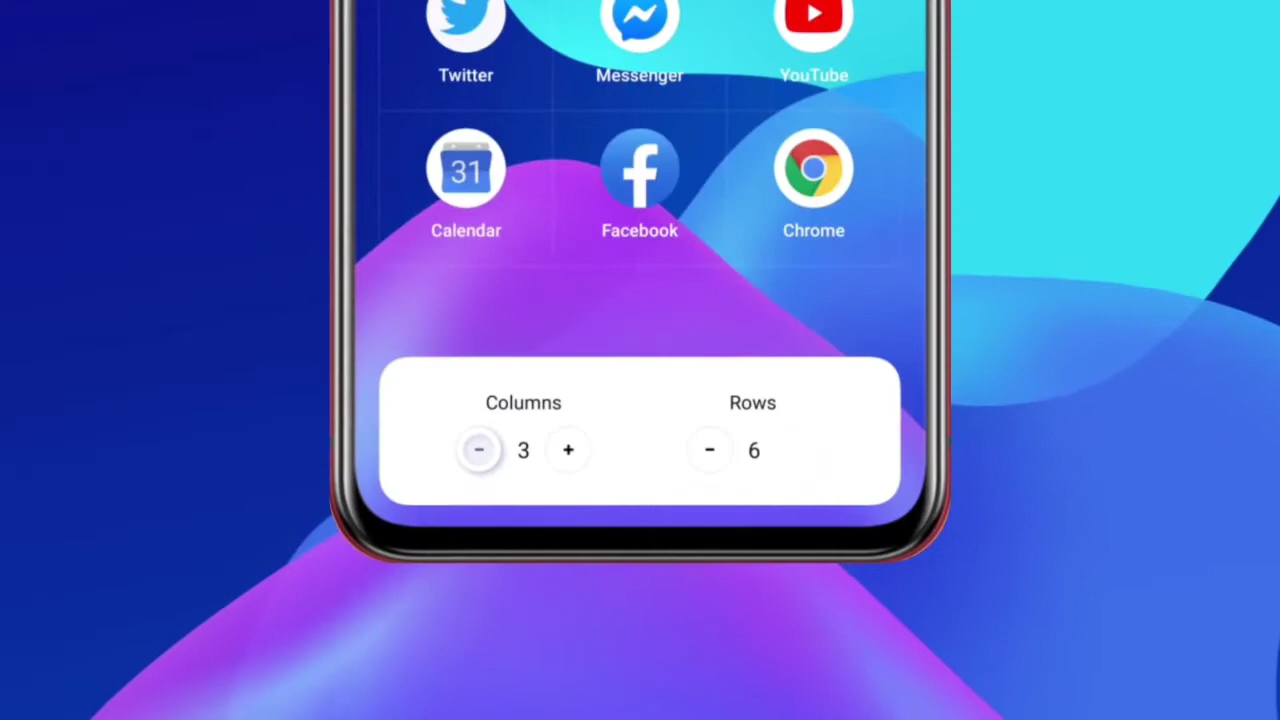 Twitter Messenger YouTube
31
Calendar Facebook Chrome
Columns Rows
- 3 + - 6